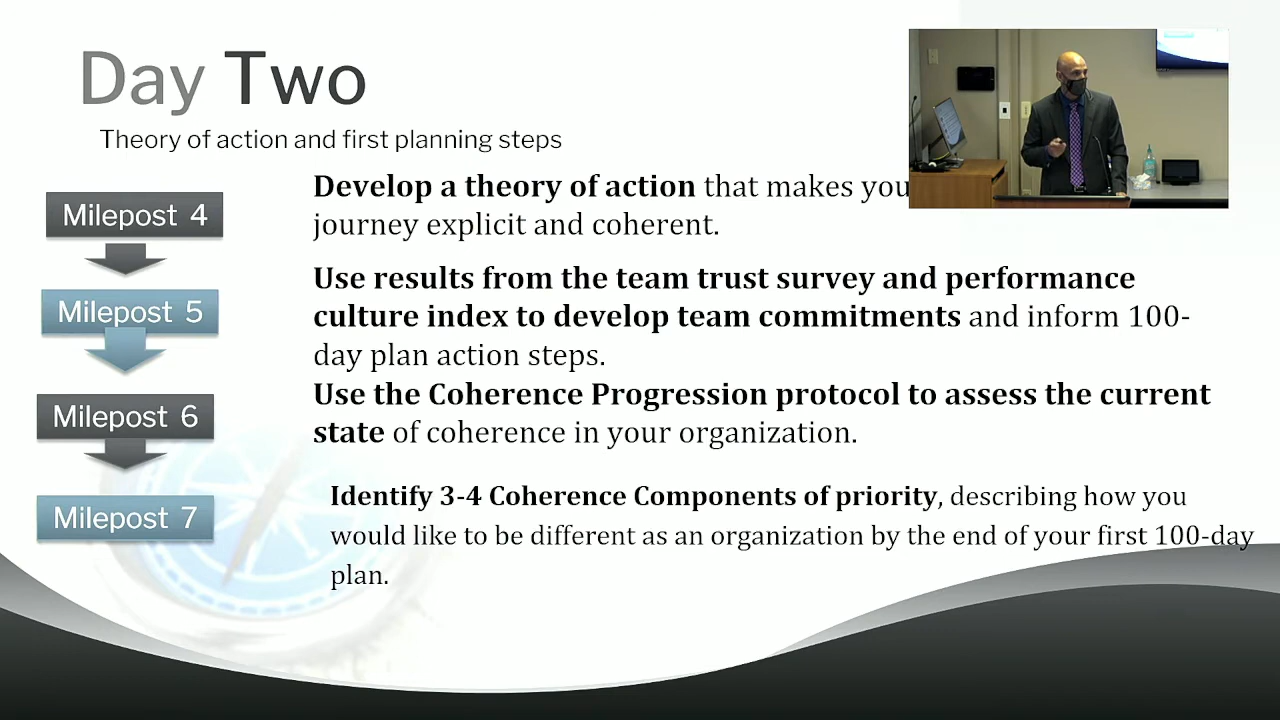 Day Two
Theory of action and first planning steps
Milepost 4
Develop a theory of action that makes you
journey explicit and coherent.
Milepost 5
Use results from the team trust survey and performance
culture index to develop team commitments and inform 100-
day plan action steps.
Milepost 6
Use the Coherence Progression protocol to assess the current
state of coherence in your organization.
Milepost 7
Identify 3-4 Coherence Components of priority, describing how you
would like to be different as an organization by the end of your first 100-day
plan.